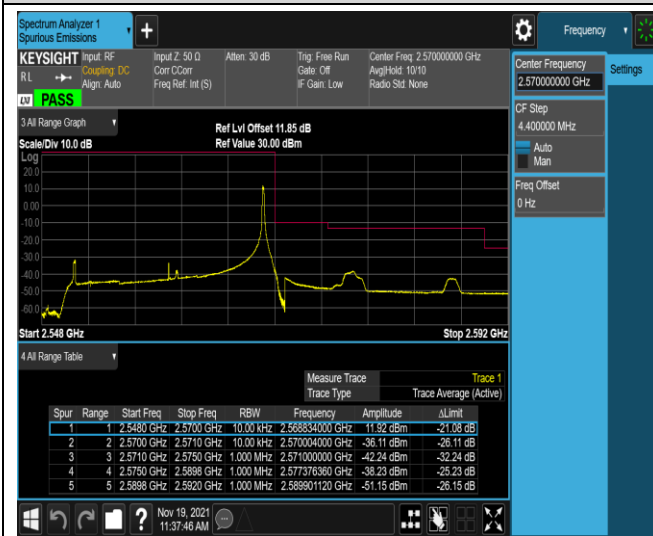 Spectrum Analyzer 1
Spurious Emissions
Frequency
KEYSIGHT Input: RF Input Z: 50 Ω Atten: 30 dB Trig: Free Run Center Freq: 2.570000000 GHz
RL Coupling: DC Corr CCorr Gate: Off Avg|Hold: 10/10
Align: Auto Freq Ref: Int (S) IF Gain: Low Radio Std: None
LXI PASS
Center Frequency
2.570000000 GHz
Settings
CF Step
4.400000 MHz
Auto
Man
Freq Offset
0 Hz
3 All Range Graph
Ref Lvl Offset 11.85 dB
Scale/Div 10.0 dB Ref Value 30.00 dBm
Log
20.0
10.0
0.00
-10.0
-20.0
-30.0
-40.0
-50.0
-60.0
Start 2.548 GHz Stop 2.592 GHz
4 All Range Table
Measure Trace Trace 1
Trace Type Trace Average (Active)
Spur Range Start Freq Stop Freq RBW Frequency Amplitude ΔLimit
1 1 2.5480 GHz 2.5700 GHz 10.00 kHz 2.568834000 GHz 11.92 dBm -21.08 dB
2 2 2.5700 GHz 2.5710 GHz 10.00 kHz 2.570004000 GHz -36.11 dBm -26.11 dB
3 3 2.5710 GHz 2.5750 GHz 1.000 MHz 2.571000000 GHz -42.24 dBm -32.24 dB
4 4 2.5750 GHz 2.5898 GHz 1.000 MHz 2.577376360 GHz -38.23 dBm -25.23 dB
5 5 2.5898 GHz 2.5920 GHz 1.000 MHz 2.589901120 GHz -51.15 dBm -26.15 dB
Nov 19, 2021
11:37:46 AM